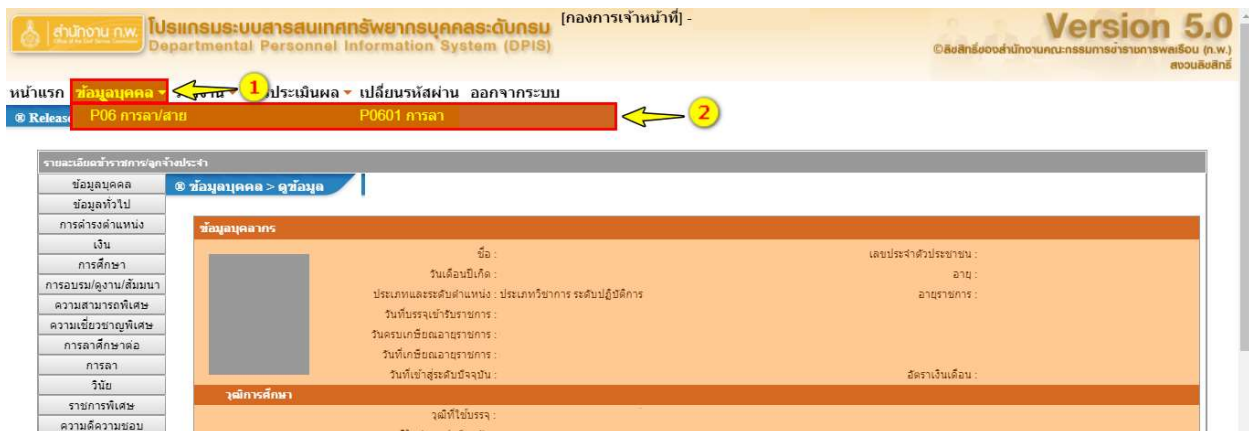 สำนักงาน ก.พ. โปรแกรมระบบสารสนเทศทรัพยากรบุคคลระดับกรม [กองการเจ้าหน้าที่] -
Departmental Personnel Information System (DPIS)
Version 5.0
©ลิขสิทธิ์ของสำนักงานคณะกรรมการข้าราชการพลเรือน (ก.พ.)
สงวนลิขสิทธิ์
หน้าแรก ข้อมูลบุคคล 1 ประเมินผล เปลี่ยนรหัสผ่าน ออกจากระบบ
® Release P06 การลา/สาย P0601 การลา 2
รายละเอียดข้าราชการ/ลูกจ้างประจำ
ข้อมูลบุคคล
® ข้อมูลบุคคล > ดูข้อมูล
ข้อมูลทั่วไป
การดำรงตำแหน่ง
เงิน
การศึกษา
การอบรม/ดูงาน/สัมมนา
ความสามารถพิเศษ
ความเชี่ยวชาญพิเศษ
การลาศึกษาต่อ
การลา
วินัย
ราชการพิเศษ
ความดีความชอบ
ข้อมูลบุคลากร
ชื่อ : เลขประจำตัวประชาชน :
วันเดือนปีเกิด : อายุ :
ประเภทและระดับตำแหน่ง : ประเภทวิชาการ ระดับปฏิบัติการ อายุราชการ :
วันที่บรรจุเข้ารับราชการ :
วันครบเกษียณอายุราชการ :
วันที่เกษียณอายุราชการ :
วันที่เข้าสู่ระดับปัจจุบัน : อัตราเงินเดือน :
วุฒิการศึกษา
วุฒิที่ใช้บรรจุ :